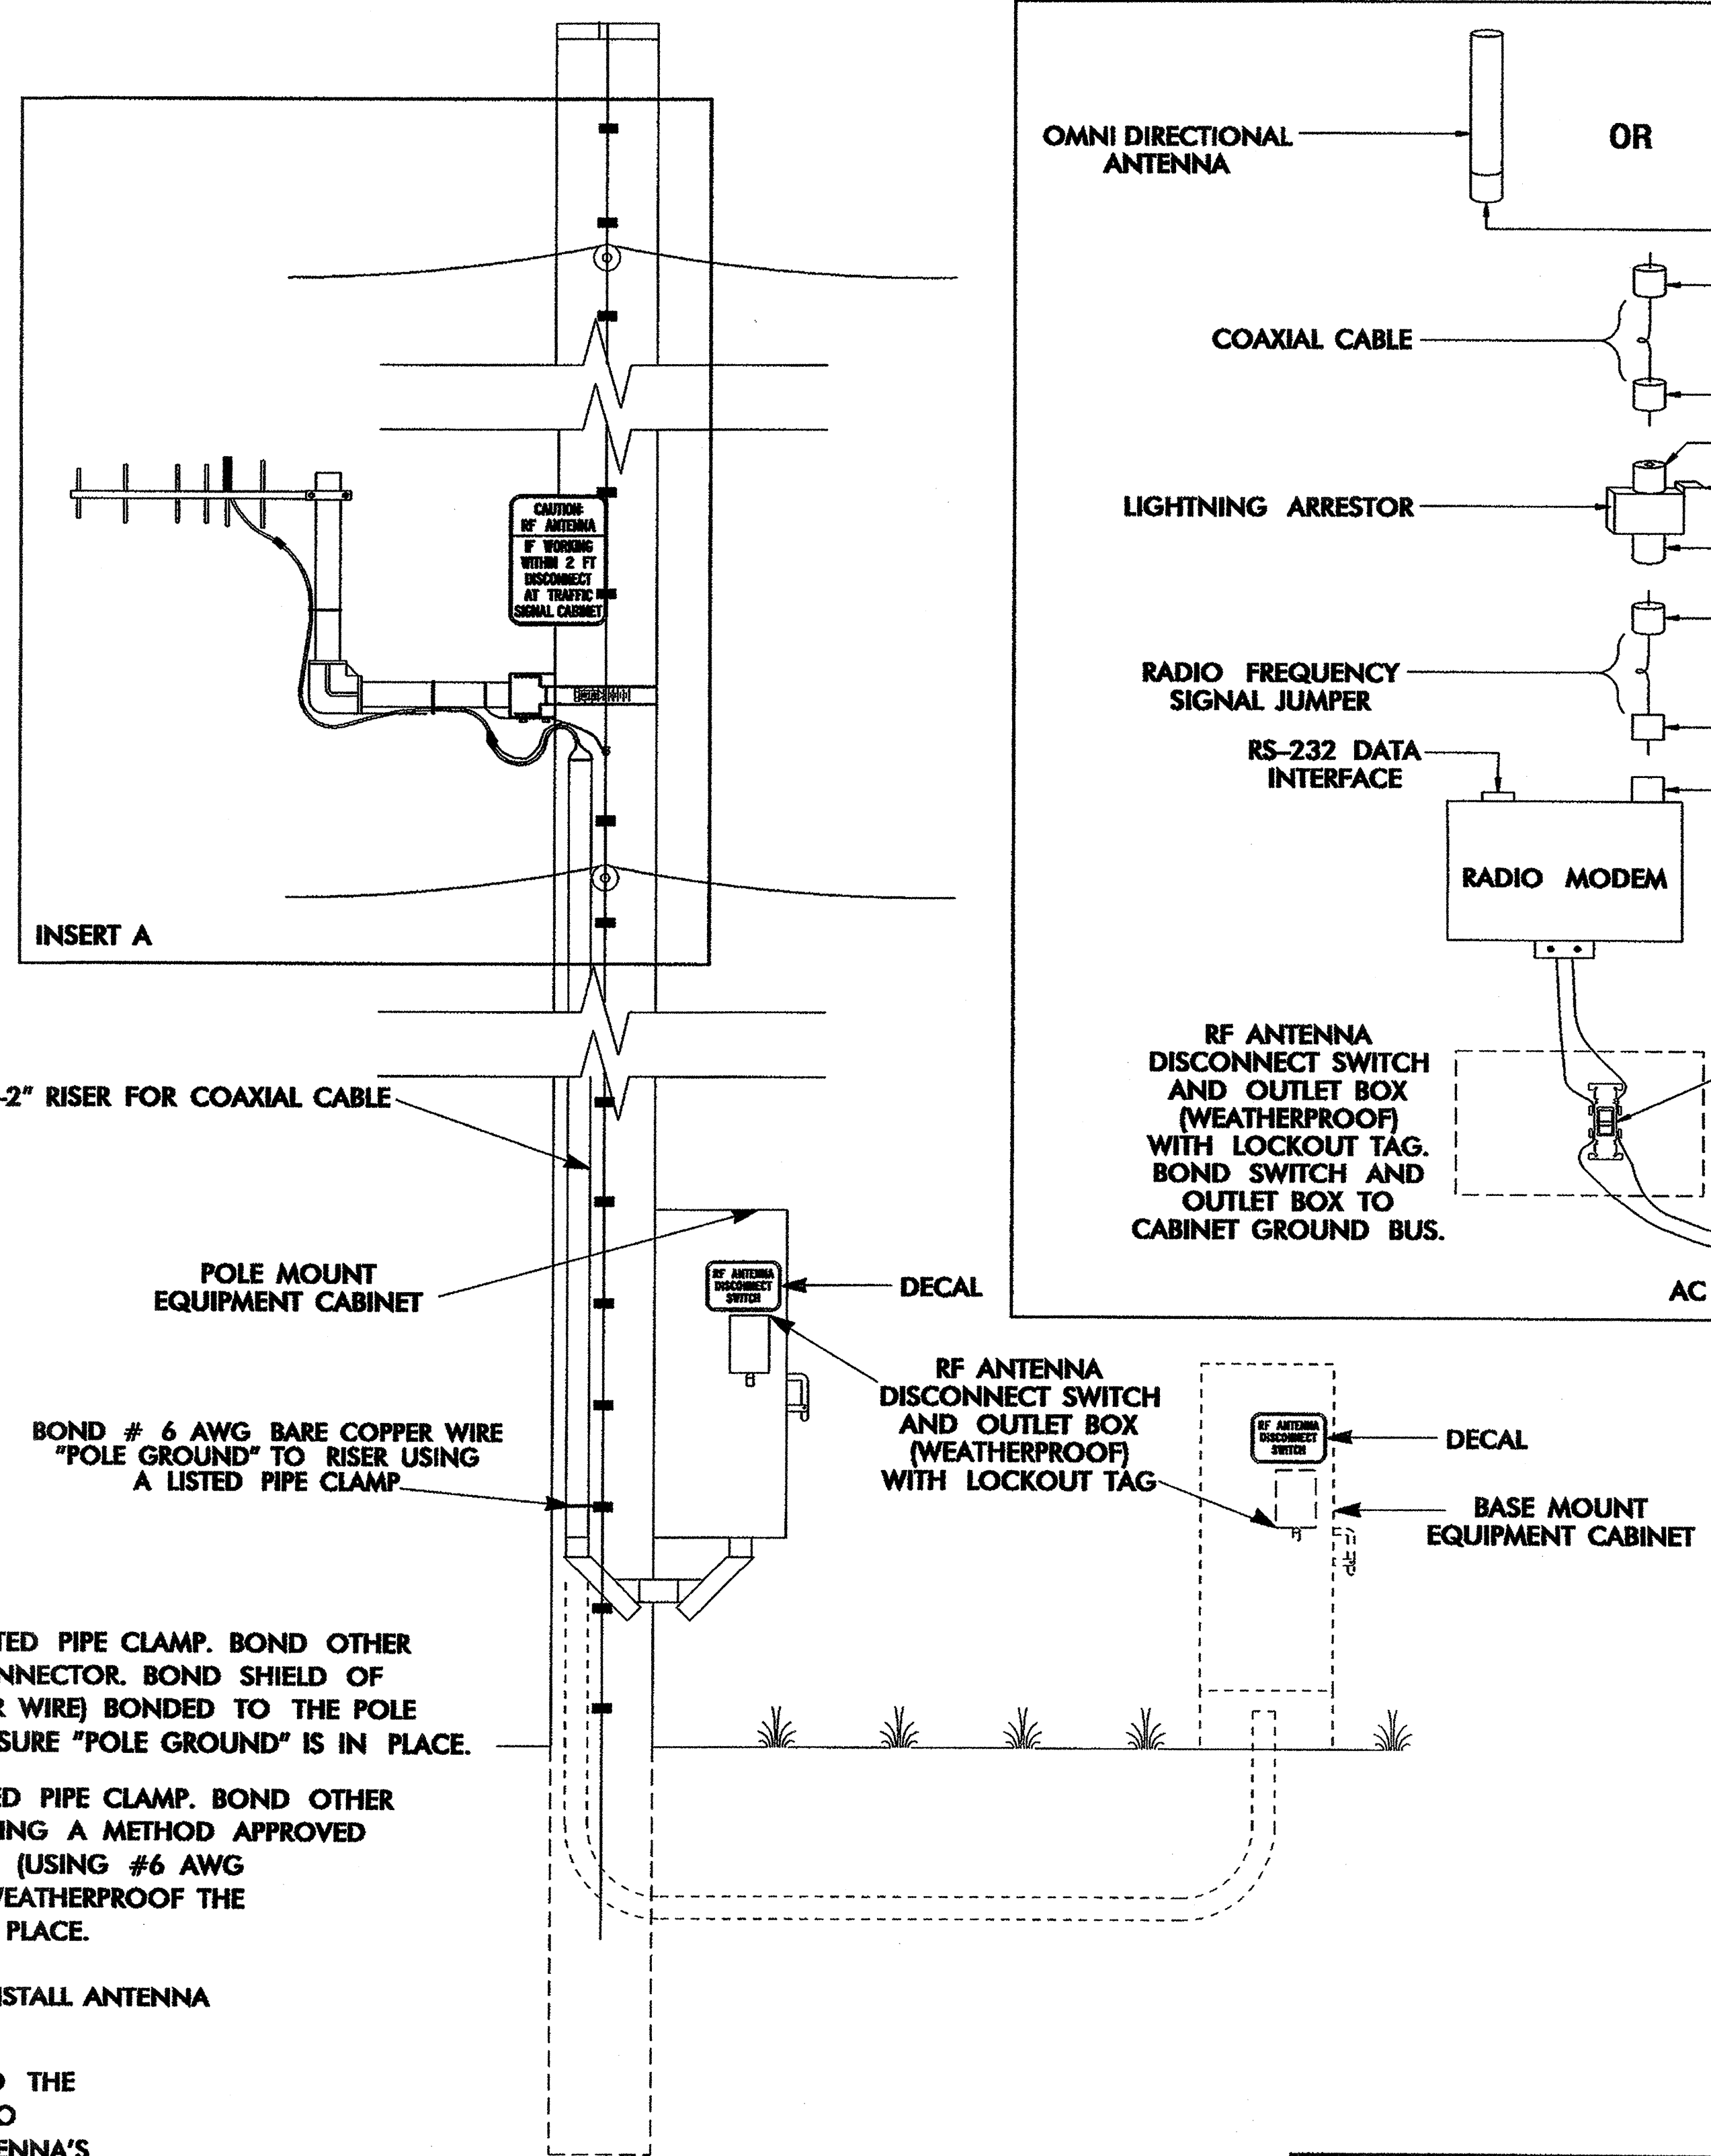 CAUTION:
RF ANTENNA
IF WORKING
WITHIN 2 FT
DISCONNECT
AT TRAFFIC
SIGNAL CABINET
INSERT A
-2" RISER FOR COAXIAL CABLE
POLE MOUNT
EQUIPMENT CABINET
RF ANTENNA
DISCONNECT
SWITCH
DECAL
BOND # 6 AWG BARE COPPER WIRE
"POLE GROUND" TO RISER USING
A LISTED PIPE CLAMP
RF ANTENNA
DISCONNECT SWITCH
AND OUTLET BOX
(WEATHERPROOF)
WITH LOCKOUT TAG
RF ANTENNA
DISCONNECT
SWITCH
DECAL
BASE MOUNT
EQUIPMENT CABINET
TED PIPE CLAMP. BOND OTHER
NNECTOR. BOND SHIELD OF
R WIRE) BONDED TO THE POLE
SURE "POLE GROUND" IS IN PLACE.
ED PIPE CLAMP. BOND OTHER
ING A METHOD APPROVED
(USING #6 AWG
WEATHERPROOF THE
PLACE.
ISTALL ANTENNA
THE
O
ENNA'S
OMNI DIRECTIONAL
ANTENNA
OR
COAXIAL CABLE
LIGHTNING ARRESTOR
RADIO FREQUENCY
SIGNAL JUMPER
RS-232 DATA
INTERFACE
RADIO MODEM
RF ANTENNA
DISCONNECT SWITCH
AND OUTLET BOX
(WEATHERPROOF)
WITH LOCKOUT TAG.
BOND SWITCH AND
OUTLET BOX TO
CABINET GROUND BUS.
AC